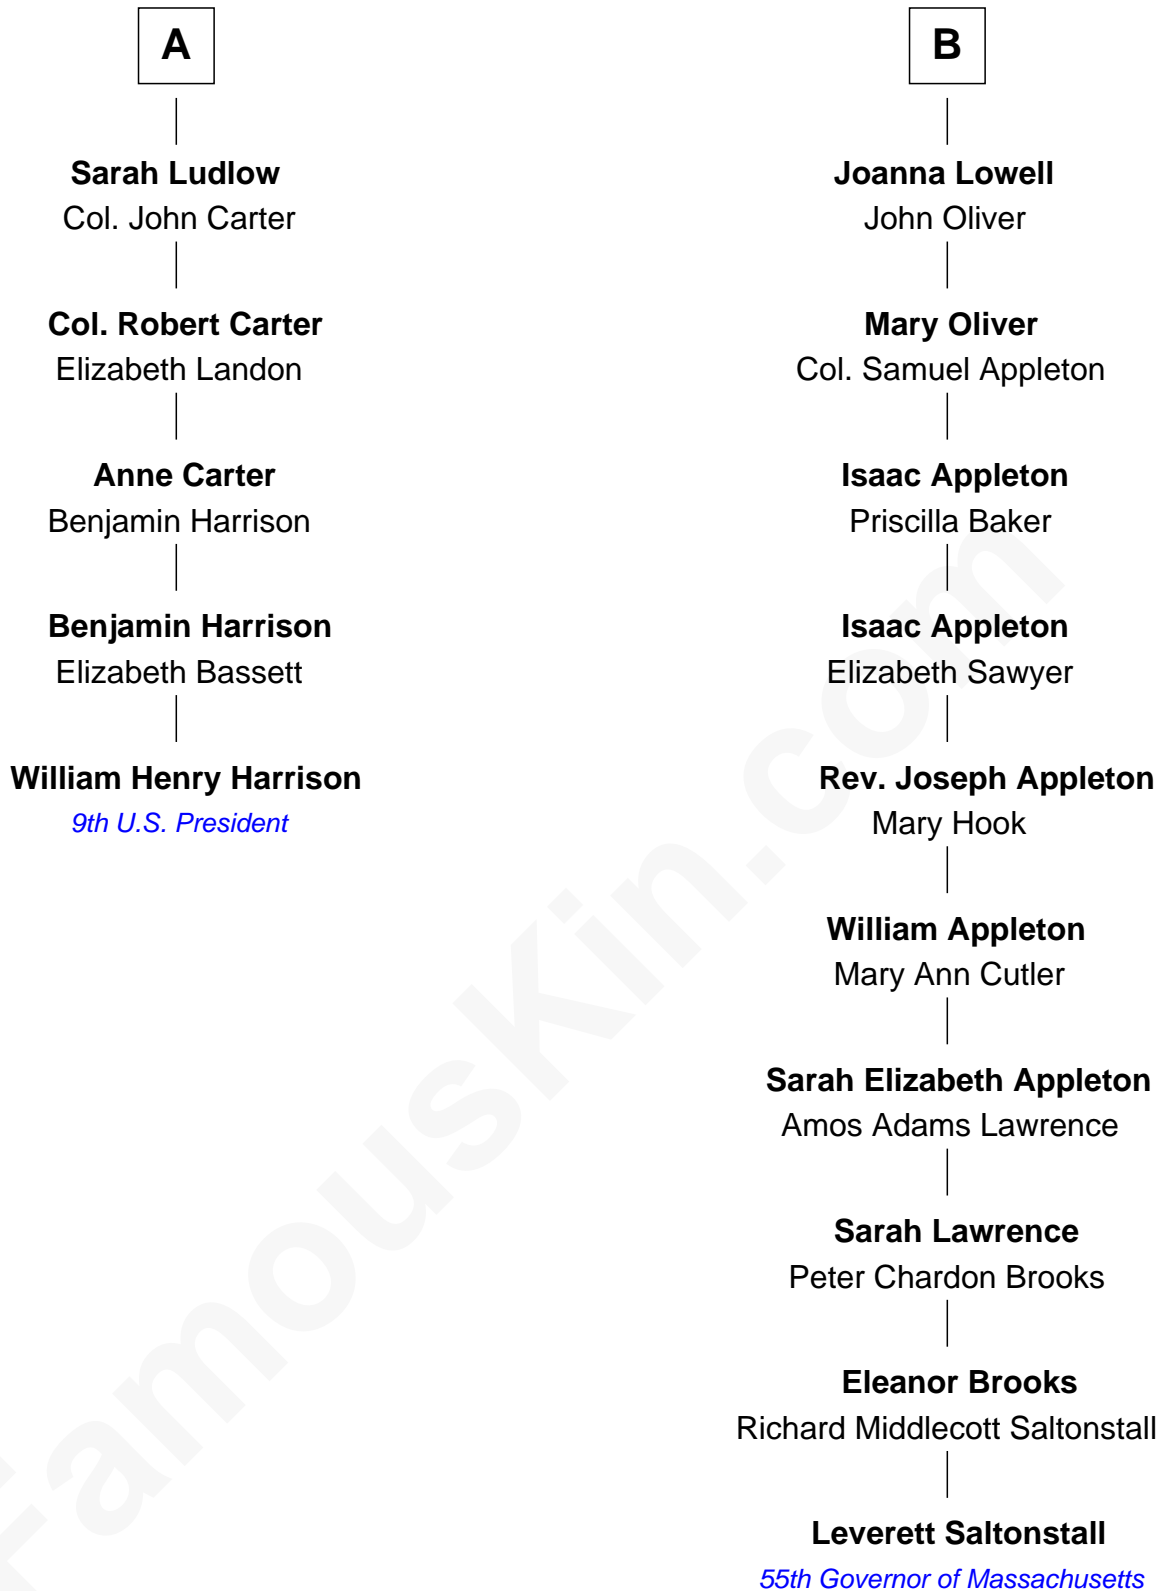 A
Sarah Ludlow
Col. John Carter
Col. Robert Carter
Elizabeth Landon
Anne Carter
Benjamin Harrison
Benjamin Harrison
Elizabeth Bassett
William Henry Harrison
9th U.S. President
B
Joanna Lowell
John Oliver
Mary Oliver
Col. Samuel Appleton
Isaac Appleton
Priscilla Baker
Isaac Appleton
Elizabeth Sawyer
Rev. Joseph Appleton
Mary Hook
William Appleton
Mary Ann Cutler
Sarah Elizabeth Appleton
Amos Adams Lawrence
Sarah Lawrence
Peter Chardon Brooks
Eleanor Brooks
Richard Middlecott Saltonstall
Leverett Saltonstall
55th Governor of Massachusetts
FamousKin.com